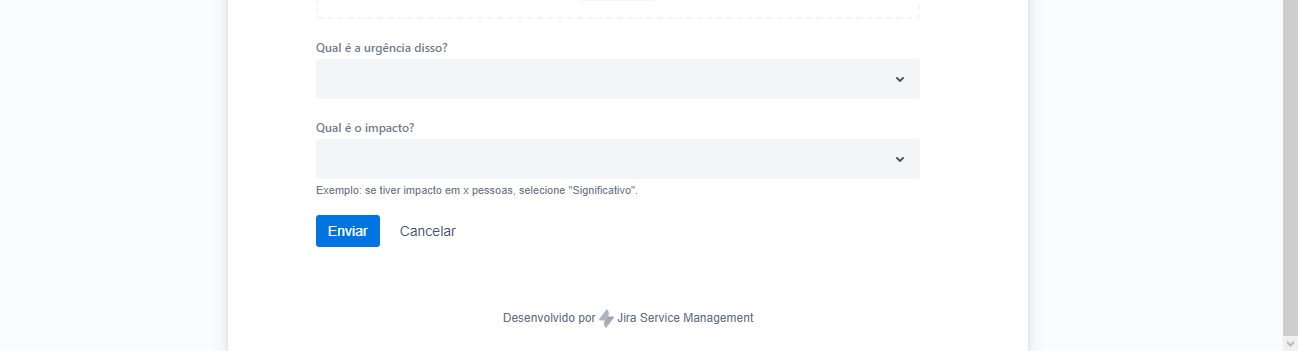 Qual é a urgência disso?
Qual é o impacto?
Exemplo: se tiver impacto em x pessoas, selecione "Significativo".
Enviar Cancelar
Desenvolvido por Jira Service Management